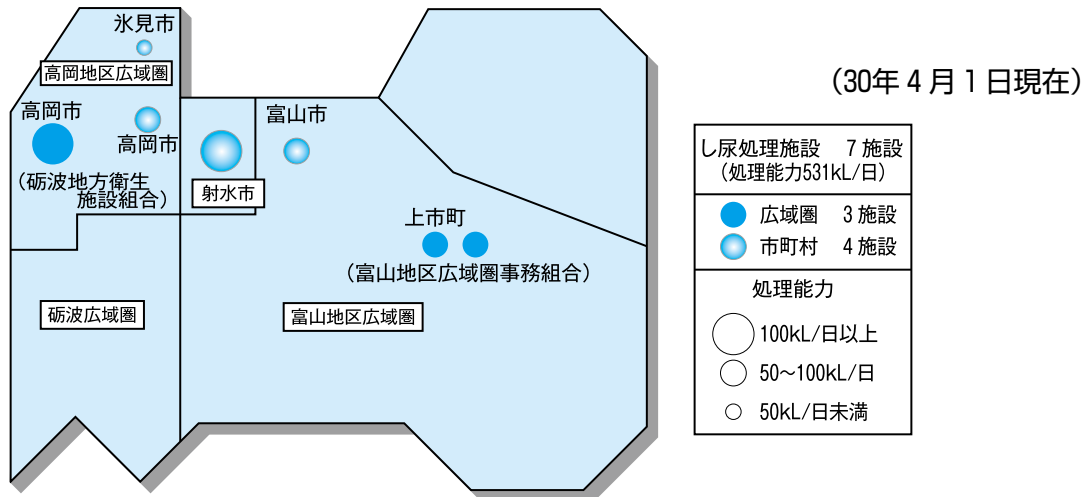 氷見市
高岡地区広域圏
高岡市
高岡市
(砺波地方衛生
施設組合)
射水市
富山市
上市町
(富山地区広域圏事務組合)
砺波広域圏
富山地区広域圏
(30年4月1日現在)
し尿処理施設 7施設
(処理能力531kL/日)
広域圏 3施設
市町村 4施設
処理能力
100kL/日以上
50～100kL/日
50kL/日未満